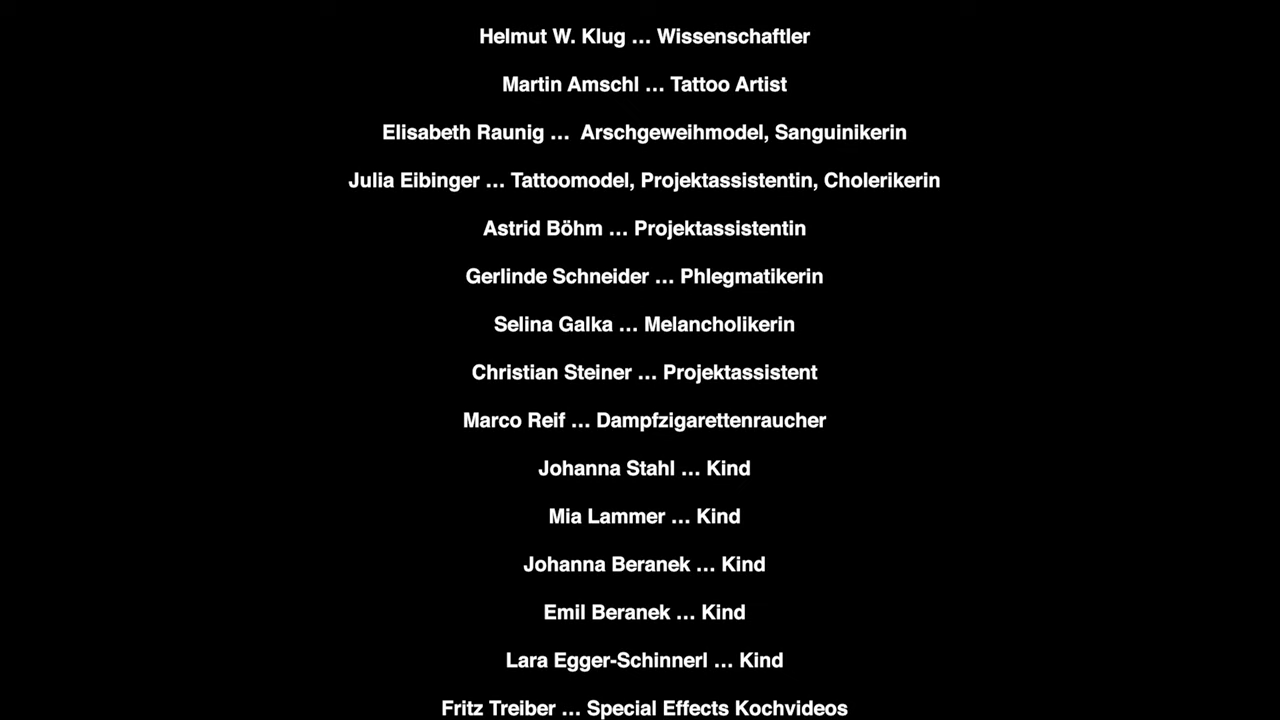 Helmut W. Klug ... Wissenschaftler
Martin Amschl ... Tattoo Artist
Elisabeth Raunig ...  Arschgeweihmodel, Sanguinikerin
Julia Eibinger ... Tattoomodel, Projektassistentin, Cholerikerin
Astrid Böhm ... Projektassistentin
Gerlinde Schneider ... Phlegmatikerin
Selina Galka ... Melancholikerin
Christian Steiner ... Projektassistent
Marco Reif ... Dampfzigarettenraucher
Johanna Stahl ... Kind
Mia Lammer ... Kind
Johanna Beranek ... Kind
Emil Beranek ... Kind
Lara Egger-Schinnerl ... Kind
Fritz Treiber ... Special Effects Kochvideos